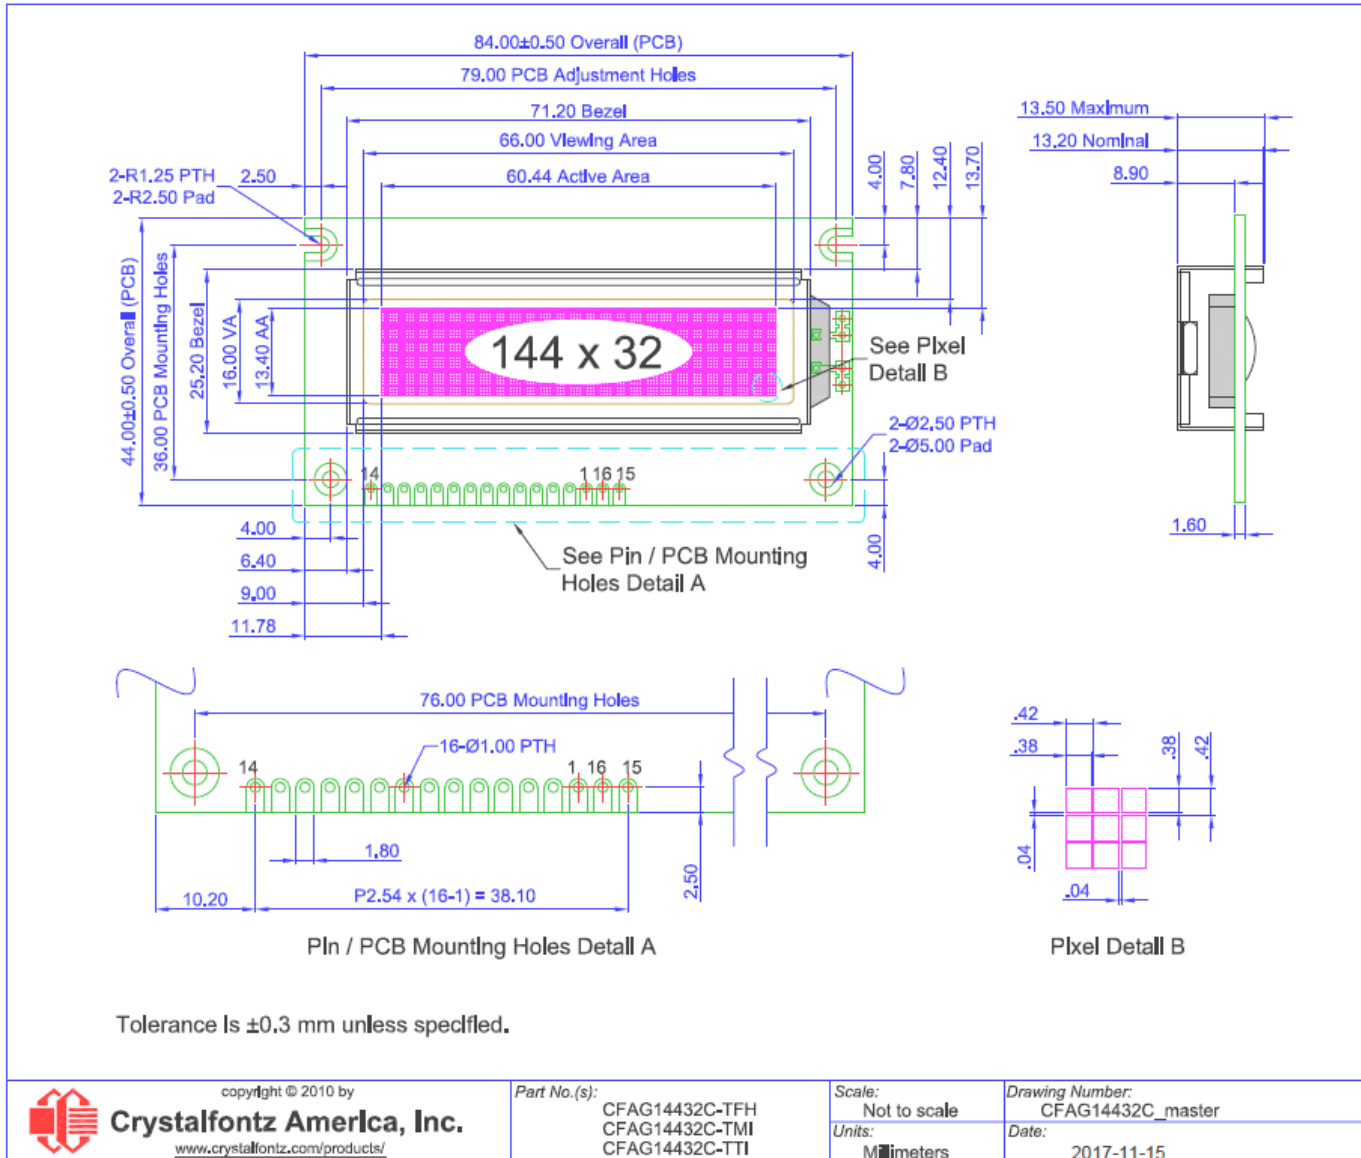 84.00±0.50 Overall (PCB)
79.00 PCB Adjustment Holes
71.20 Bezel
66.00 Viewing Area
60.44 Active Area
2-R1.25 PTH
2-R2.50 Pad
2.50
4.00
7.80
12.40
13.70
13.50 Maximum
13.20 Nominal
8.90
44.00±0.50 Overall (PCB)
36.00 PCB Mounting Holes
25.20 Bezel
16.00 VA
13.40 AA
144 x 32
See Pixel
Detail B
2-Ø2.50 PTH
2-Ø5.00 Pad
14
1 16 15
4.00
6.40
9.00
11.78
See Pin / PCB Mounting
Holes Detail A
4.00
1.60
76.00 PCB Mounting Holes
16-Ø1.00 PTH
14
1 16 15
1.80
2.50
10.20
P2.54 x (16-1) = 38.10
Pin / PCB Mounting Holes Detail A
.42
.38
.38
.42
.04
.04
Pixel Detail B
Tolerance is ±0.3 mm unless specified.
copyright © 2010 by
Crystalfontz America, Inc.
www.crystalfontz.com/products/
Part No.(s):
CFAG14432C-TFH
CFAG14432C-TMI
CFAG14432C-TTI
Scale:
Not to scale
Units:
Millimeters
Drawing Number:
CFAG14432C_master
Date:
2017-11-15